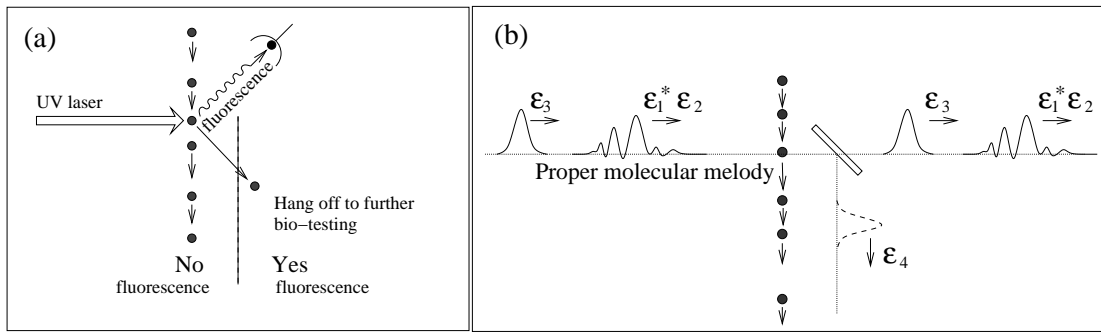 (a)
UV laser
fluorescence
Hang off to further
bio−testing
No
fluorescence
Yes
fluorescence
(b)
ε3
ε1* ε2
ε3
ε1* ε2
Proper molecular melody
ε4